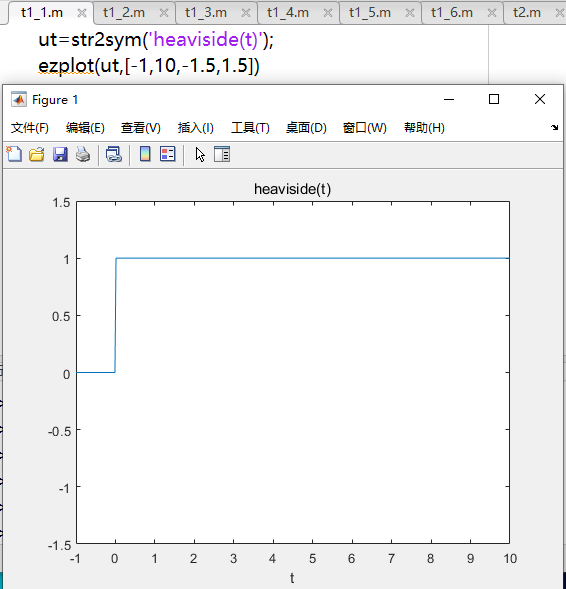 t1_1.m t1_2.m t1_3.m t1_4.m t1_5.m t1_6.m t2.m
ut=str2sym('heaviside(t)');
ezplot(ut,[-1,10,-1.5,1.5])
Figure 1
文件(F) 编辑(E) 查看(V) 插入(I) 工具(T) 桌面(D) 窗口(W) 帮助(H)
heaviside(t)
1.5
1
0.5
0
-0.5
-1
-1.5
-1 0 1 2 3 4 5 6 7 8 9 10
t